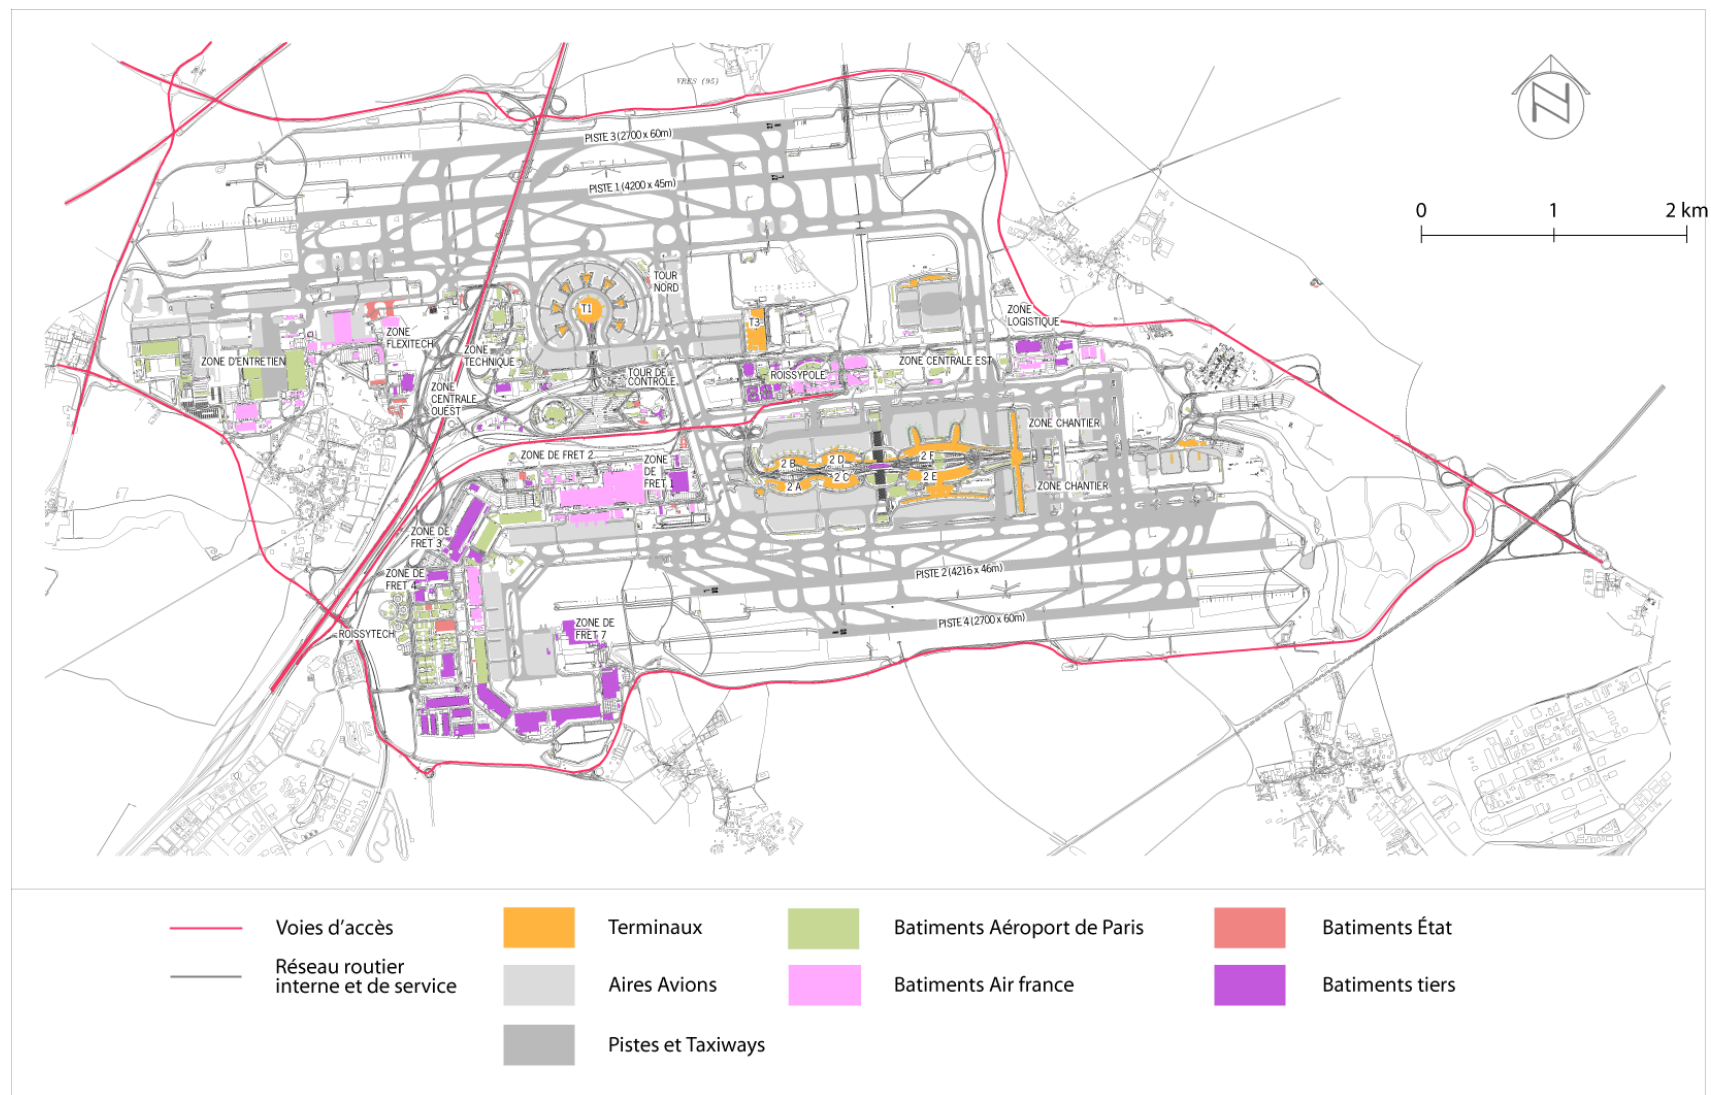 VRES (95)
PISTE 3 (2700 x 60m)
PISTE 1 (4200 x 45m)
N
0
1
2 km
TOUR
NORD
T1
T3
ZONE
LOGISTIQUE
ZONE
FLEXITECH
ZONE D'ENTRETIEN
ZONE
TECHNIQUE
ZONE CENTRALE EST
TOUR DE
CONTROLE
ROISSYPOLE
ZONE
CENTRALE
OUEST
ZONE CHANTIER
ZONE DE FRET 2
ZONE
DE
FRET 1
2 B
2 D
2 F
2 A
2 C
2 E
ZONE CHANTIER
ZONE DE
FRET 3
ZONE DE
FRET 4
PISTE 2 (4216 x 46m)
ROISSYTECH
ZONE DE
FRET 7
PISTE 4 (2700 x 60m)
Voies d’accès
Réseau routier
interne et de service
Terminaux
Aires Avions
Pistes et Taxiways
Batiments Aéroport de Paris
Batiments Air france
Batiments État
Batiments tiers